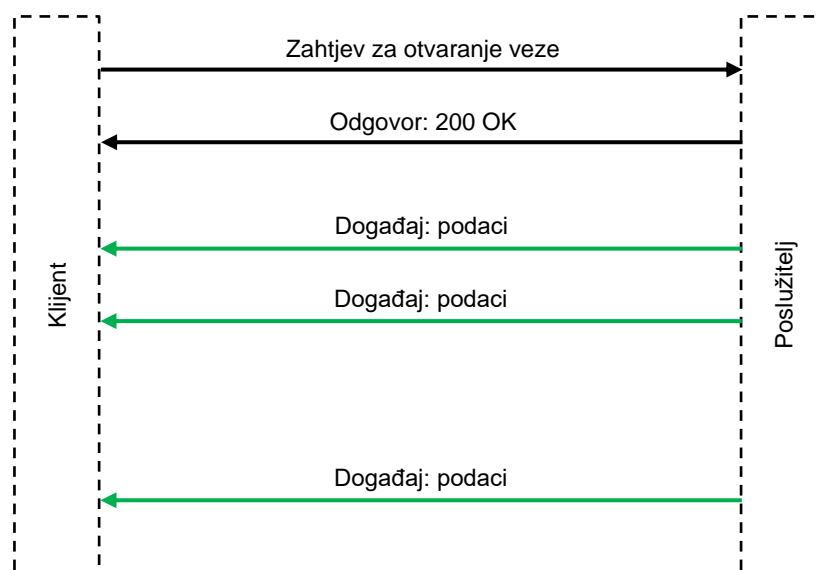 Zahtjev za otvaranje veze
Odgovor: 200 OK
Događaj: podaci
Klijent
Događaj: podaci
Poslužitelj
Događaj: podaci